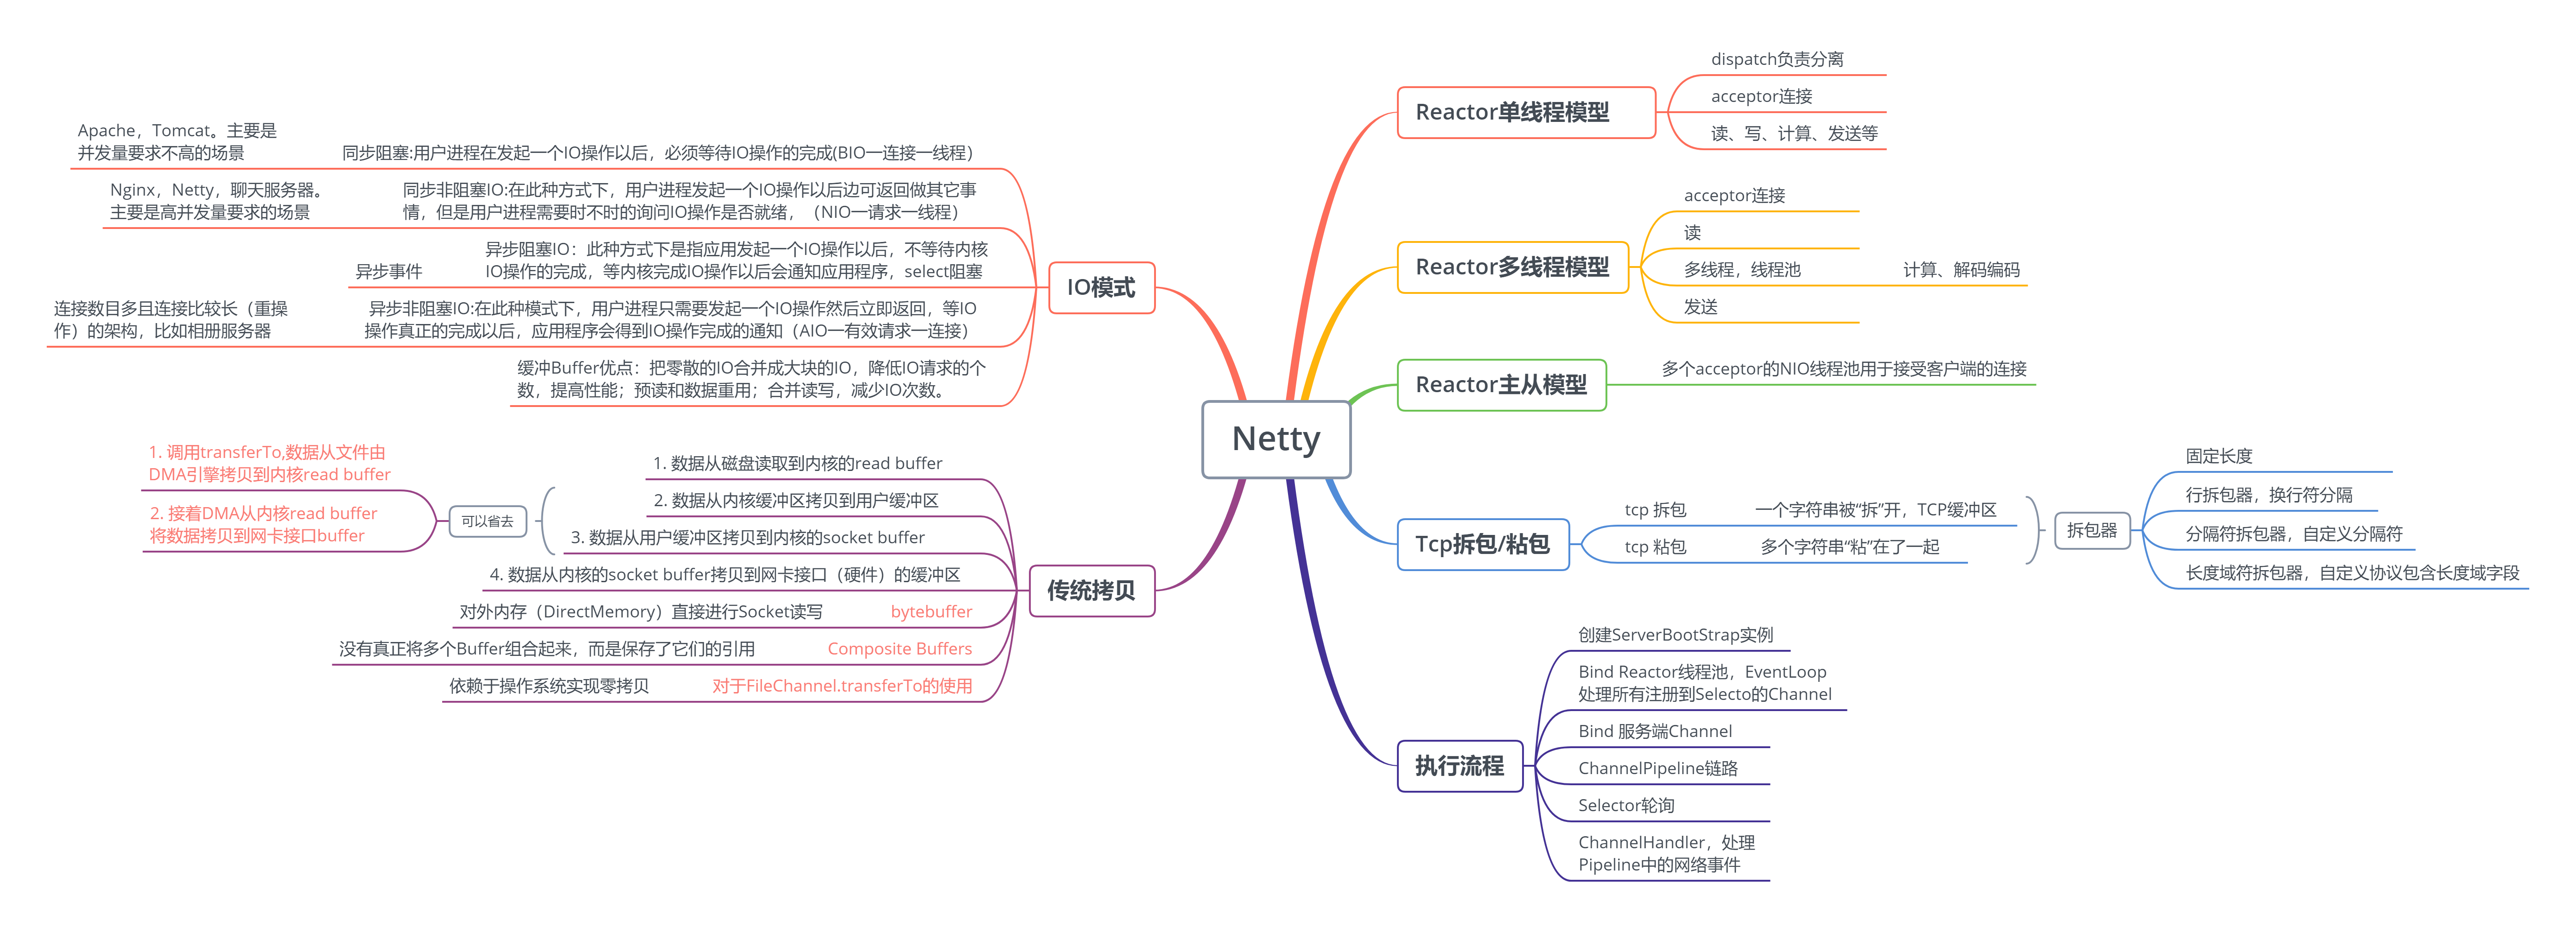 Netty
Reactor单线程模型
dispatch负责分离
acceptor连接
读、写、计算、发送等
Reactor多线程模型
acceptor连接
读
多线程，线程池
计算、解码编码
发送
Reactor主从模型
多个acceptor的NIO线程池用于接受客户端的连接
Tcp拆包/粘包
tcp 拆包
一个字符串被“拆”开，TCP缓冲区
tcp 粘包
多个字符串“粘”在了一起
拆包器
固定长度
行拆包器，换行符分隔
分隔符拆包器，自定义分隔符
长度域符拆包器，自定义协议包含长度域字段
执行流程
创建ServerBootStrap实例
Bind Reactor线程池，EventLoop
处理所有注册到Selecto的Channel
Bind 服务端Channel
ChannelPipeline链路
Selector轮询
ChannelHandler，处理
Pipeline中的网络事件
IO模式
同步阻塞:用户进程在发起一个IO操作以后，必须等待IO操作的完成(BIO一连接一线程）
Apache，Tomcat。主要是
并发量要求不高的场景
同步非阻塞IO:在此种方式下，用户进程发起一个IO操作以后边可返回做其它事
情，但是用户进程需要时不时的询问IO操作是否就绪，（NIO一请求一线程）
Nginx，Netty，聊天服务器。
主要是高并发量要求的场景
异步阻塞IO：此种方式下是指应用发起一个IO操作以后，不等待内核
IO操作的完成，等内核完成IO操作以后会通知应用程序，select阻塞
异步事件
异步非阻塞IO:在此种模式下，用户进程只需要发起一个IO操作然后立即返回，等IO
操作真正的完成以后，应用程序会得到IO操作完成的通知（AIO一有效请求一连接）
连接数目多且连接比较长（重操
作）的架构，比如相册服务器
缓冲Buffer优点：把零散的IO合并成大块的IO，降低IO请求的个
数，提高性能；预读和数据重用；合并读写，减少IO次数。
传统拷贝
1. 数据从磁盘读取到内核的read buffer
2. 数据从内核缓冲区拷贝到用户缓冲区
3. 数据从用户缓冲区拷贝到内核的socket buffer
4. 数据从内核的socket buffer拷贝到网卡接口（硬件）的缓冲区
可以省去
1. 调用transferTo,数据从文件由
DMA引擎拷贝到内核read buffer
2. 接着DMA从内核read buffer
将数据拷贝到网卡接口buffer
bytebuffer
对外内存（DirectMemory）直接进行Socket读写
Composite Buffers
没有真正将多个Buffer组合起来，而是保存了它们的引用
对于FileChannel.transferTo的使用
依赖于操作系统实现零拷贝